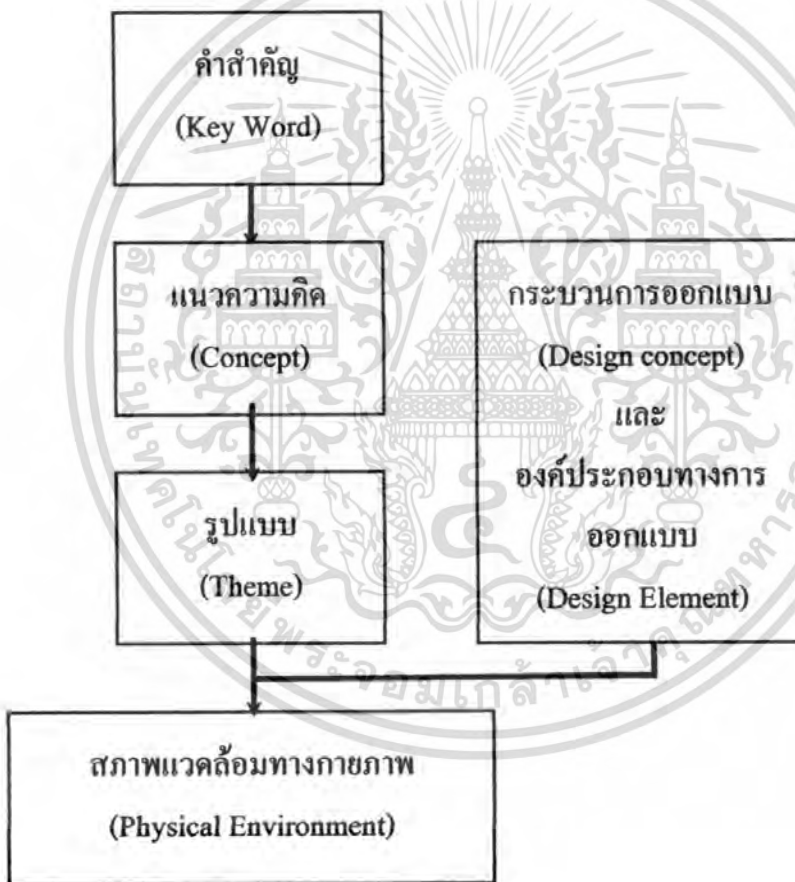 คำสำคัญ
(Key Word)
แนวความคิด
(Concept)
รูปแบบ
(Theme)
กระบวนการออกแบบ
(Design concept)
และ
องค์ประกอบทางการ
ออกแบบ
(Design Element)
สภาพแวดล้อมทางกายภาพ
(Physical Environment)